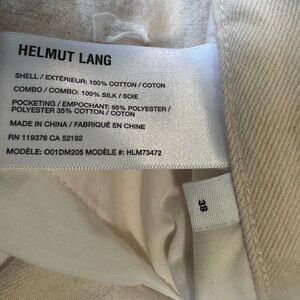 HELMUT LANG
SHELL / EXTÉRIEUR: 100% COTTON / COTON
COMBO / COMBO: 100% SILK / SOIE
POCKETING / EMPOCHANT: 65% POLYESTER /
POLYESTER 35% COTTON / COTON
MADE IN CHINA / FABRIQUÉ EN CHINE
RN 119376 CA 52192
MODÈLE: O01DM205 MODÈLE #: HLM73472
38